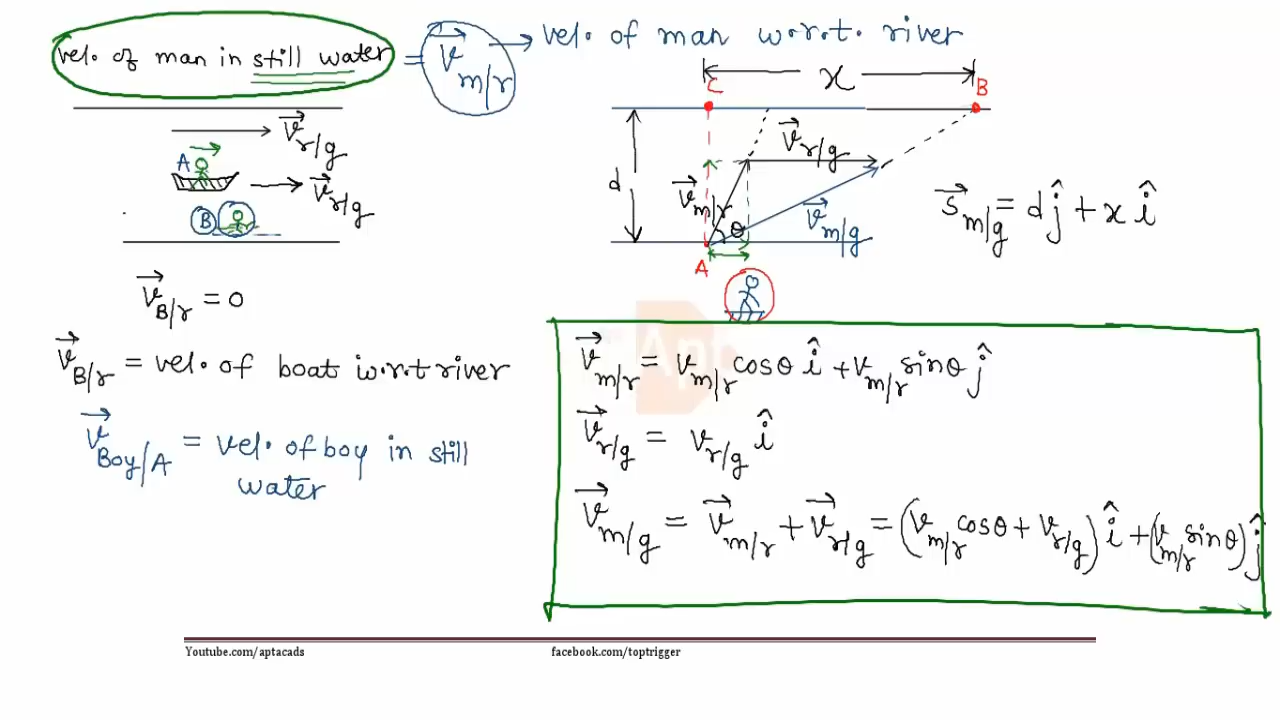 vel. of man in still water = v⃗ m/r → vel. of man w.r.t. river
v⃗ r/g
A
v⃗ r/g
B
C x B
d
v⃗ r/g
v⃗ m/r
θ
v⃗ m/g
A
s⃗ m/g = d ĵ + x î
v⃗ B/r = 0
v⃗ B/r = vel. of boat w.r.t river
v⃗ Boy/A = vel. of boy in still
water
v⃗ m/r = v m/r cosθ î + v m/r sinθ ĵ
v⃗ r/g = v r/g î
v⃗ m/g = v⃗ m/r + v⃗ r/g = (v m/r cosθ + v r/g) î + (v m/r sinθ) ĵ
Youtube.com/aptacads
facebook.com/toptrigger